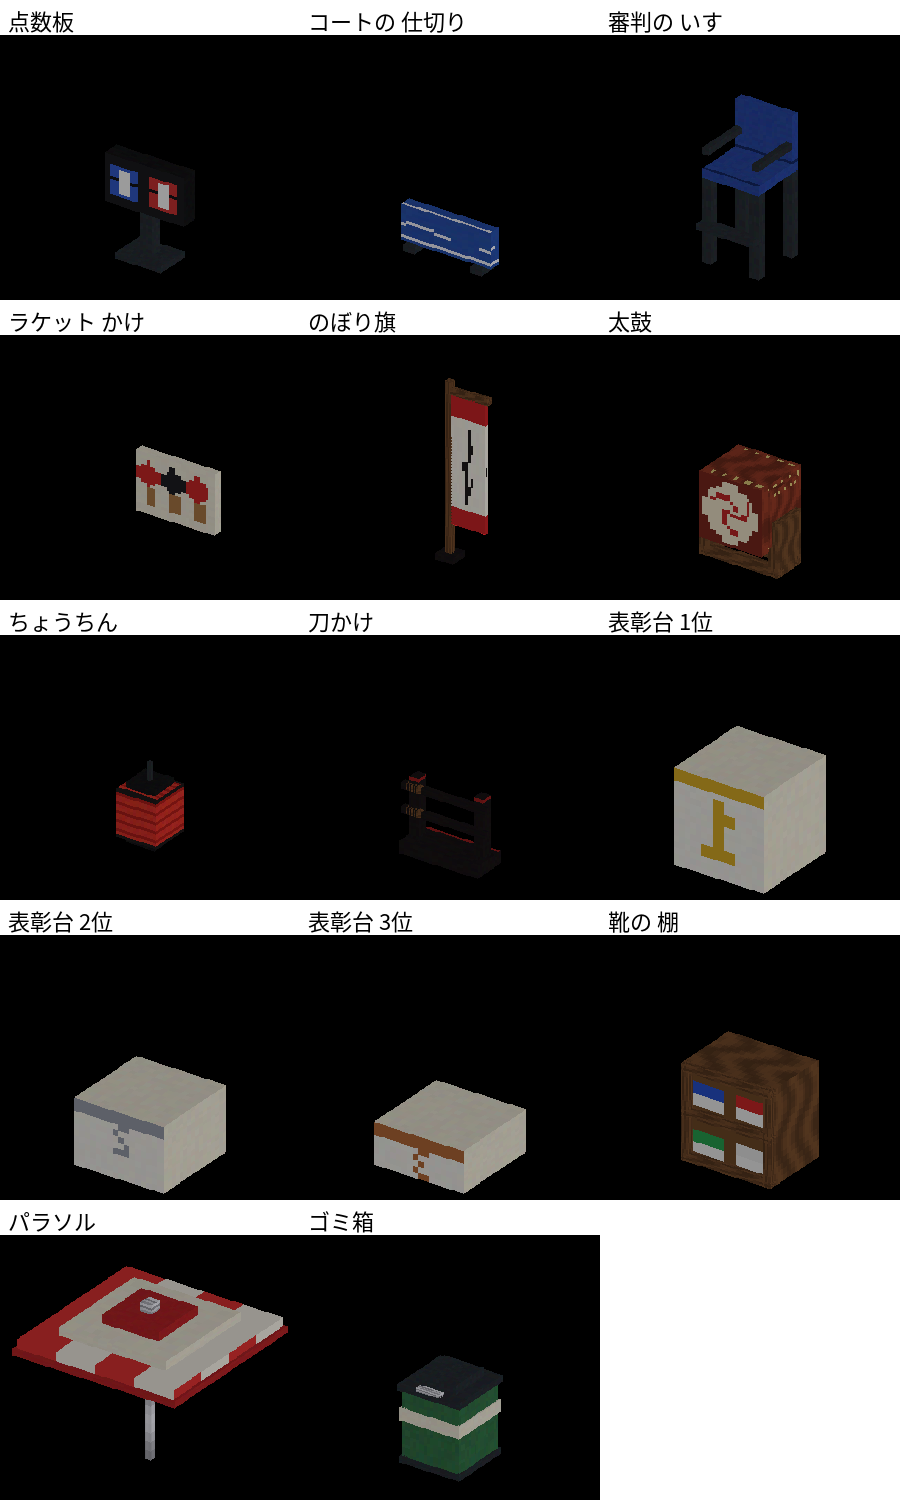 点数板
コートの 仕切り
審判の いす
ラケット かけ
のぼり旗
太鼓
ちょうちん
刀かけ
表彰台 1位
表彰台 2位
表彰台 3位
靴の 棚
パラソル
ゴミ箱